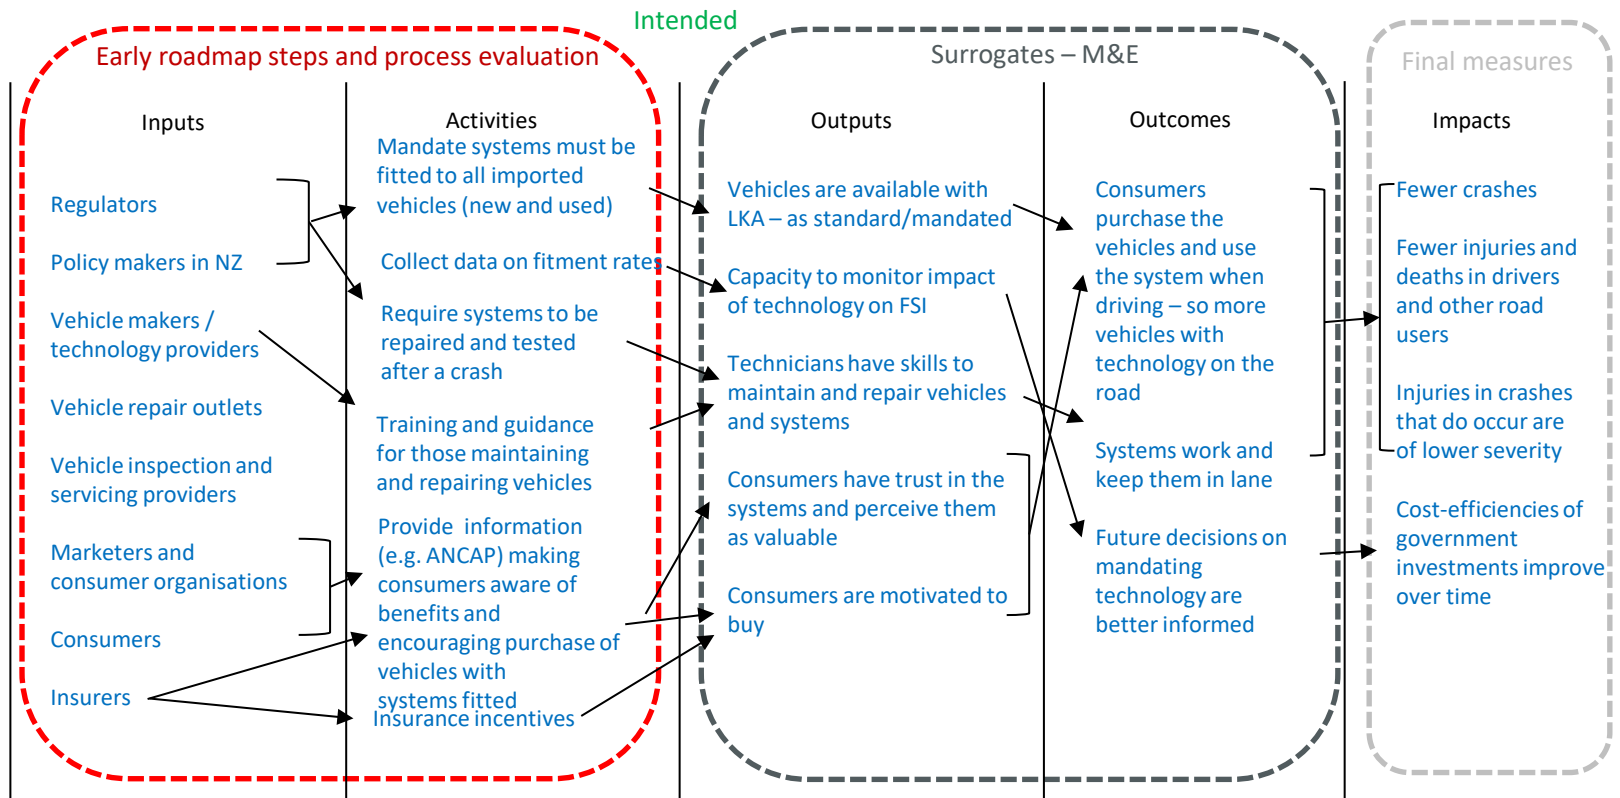 Intended
Early roadmap steps and process evaluation
Surrogates – M&E
Final measures
Inputs
Activities
Outputs
Outcomes
Impacts
Regulators
Policy makers in NZ
Vehicle makers /
technology providers
Vehicle repair outlets
Vehicle inspection and
servicing providers
Marketers and
consumer organisations
Consumers
Insurers
Mandate systems must be
fitted to all imported
vehicles (new and used)
Collect data on fitment rates
Require systems to be
repaired and tested
after a crash
Training and guidance
for those maintaining
and repairing vehicles
Provide information
(e.g. ANCAP) making
consumers aware of
benefits and
encouraging purchase of
vehicles with
systems fitted
Insurance incentives
Vehicles are available with
LKA – as standard/mandated
Capacity to monitor impact
of technology on FSI
Technicians have skills to
maintain and repair vehicles
and systems
Consumers have trust in the
systems and perceive them
as valuable
Consumers are motivated to
buy
Consumers
purchase the
vehicles and use
the system when
driving – so more
vehicles with
technology on the
road
Systems work and
keep them in lane
Future decisions on
mandating
technology are
better informed
Fewer crashes
Fewer injuries and
deaths in drivers
and other road
users
Injuries in crashes
that do occur are
of lower severity
Cost-efficiencies of
government
investments improve
over time